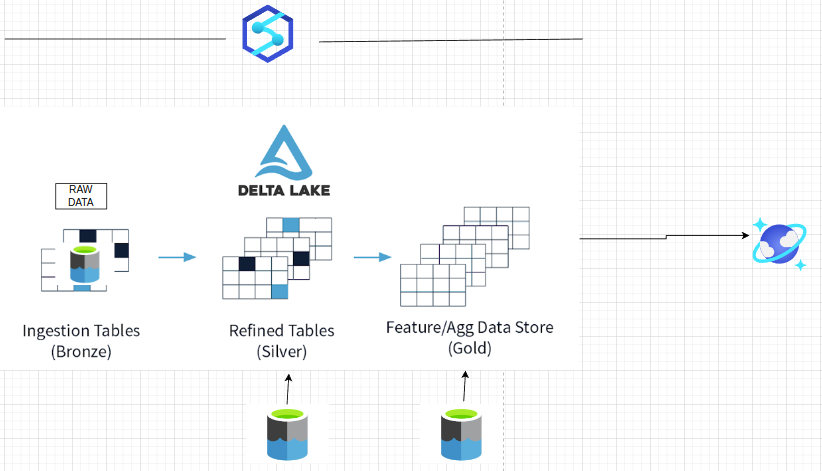 DELTA LAKE
RAW
DATA
Ingestion Tables
(Bronze)
Refined Tables
(Silver)
Feature/Agg Data Store
(Gold)